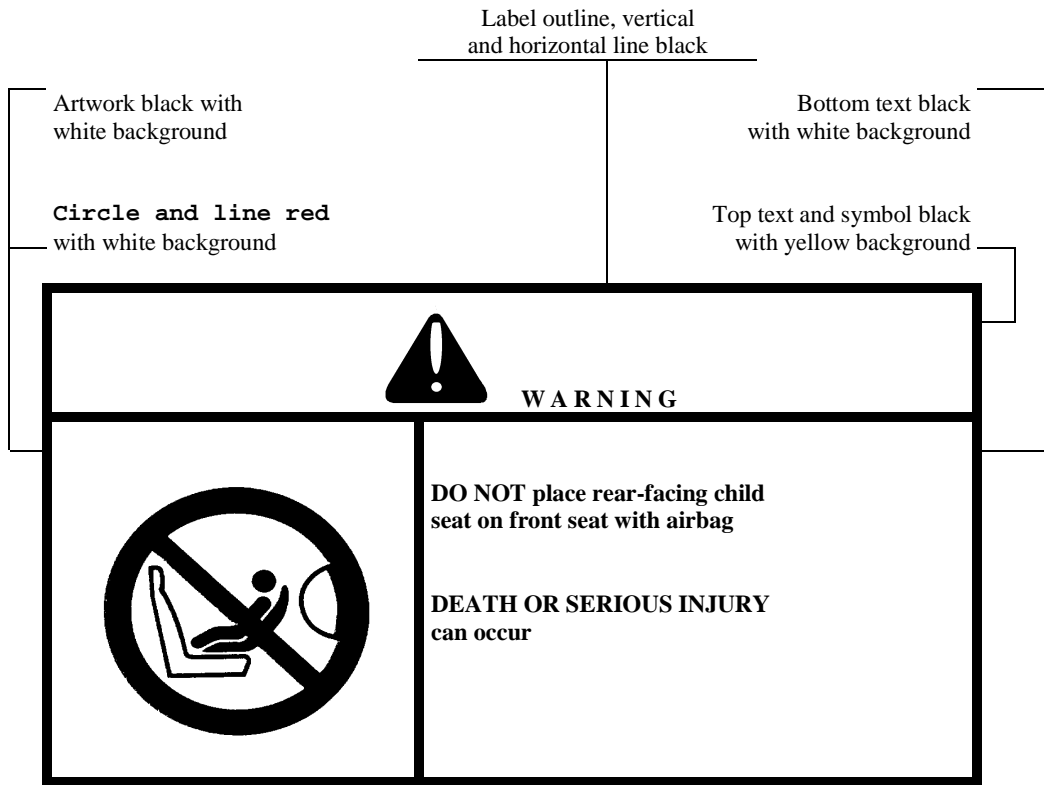 Label outline, vertical
and horizontal line black
Artwork black with
white background
Bottom text black
with white background
Circle and line red
with white background
Top text and symbol black
with yellow background
WARNING
DO NOT place rear-facing child
seat on front seat with airbag
DEATH OR SERIOUS INJURY
can occur